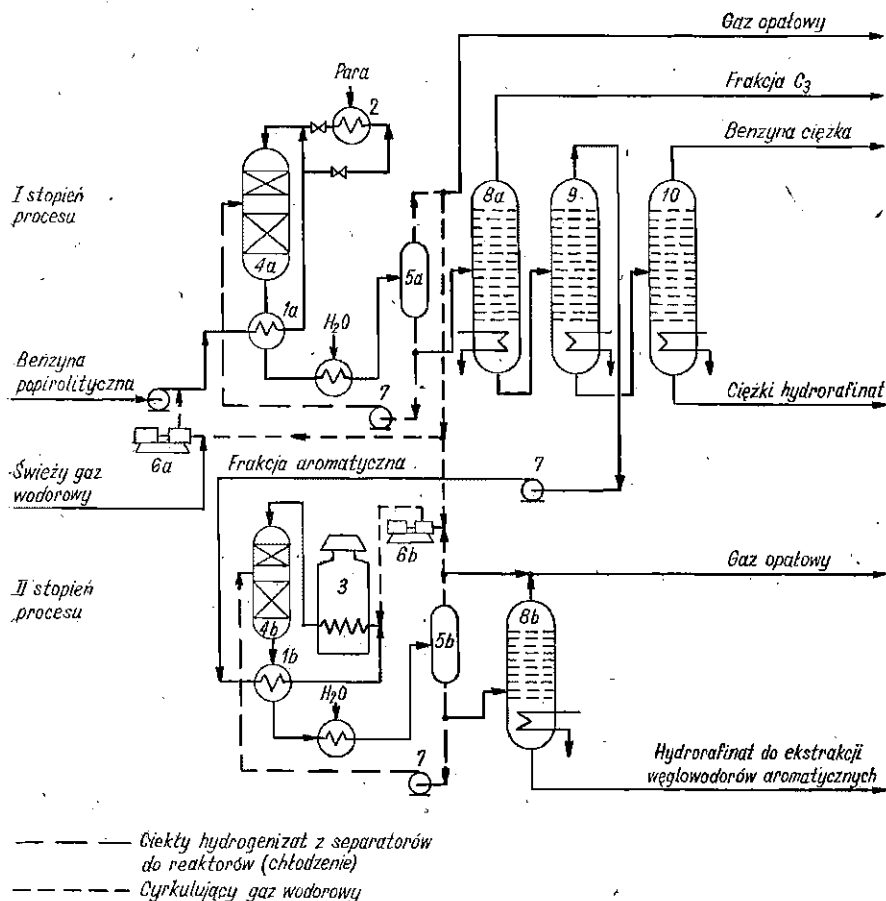 Gaz opałowy
Frakcja C3
Benzyna ciężka
Para
2
I stopień
procesu
4a
8a
9
10
5a
1a
H2O
Benzyna
popirolityczna
7
6a
Ciężki hydrorafinat
Świeży gaz
wodorowy
Frakcja aromatyczna
7
6b
Gaz opałowy
II stopień
procesu
3
4b
5b
8b
1b
H2O
7
Hydrorafinat do ekstrakcji
węglowodorów aromatycznych
Ciekły hydrogenizat z separatorów
do reaktorów (chłodzenie)
Cyrkulujący gaz wodorowy